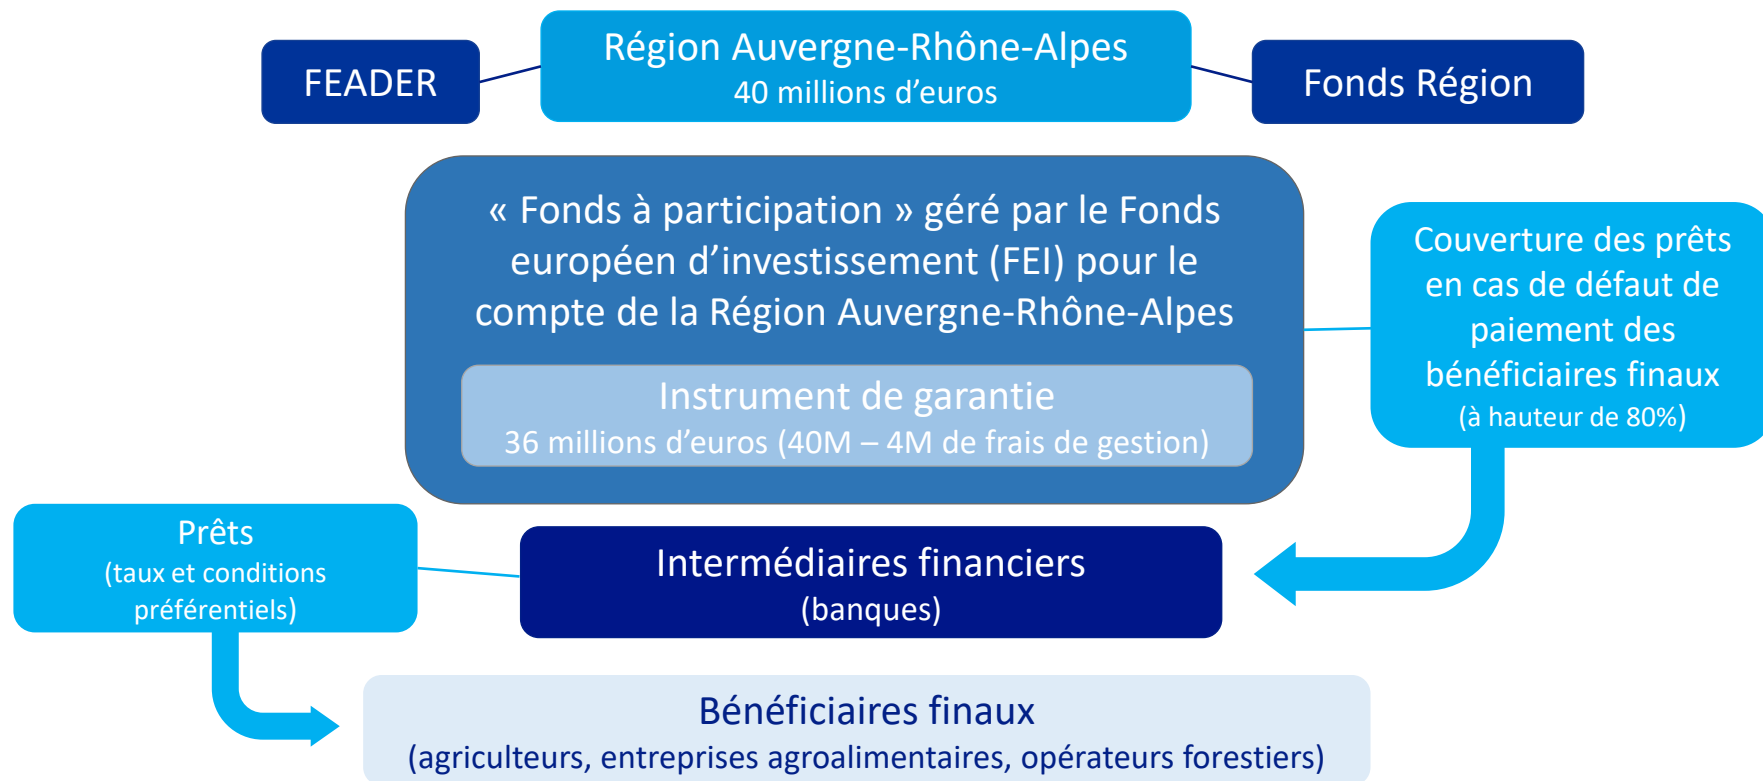 FEADER
Région Auvergne-Rhône-Alpes
40 millions d’euros
Fonds Région
« Fonds à participation » géré par le Fonds
européen d’investissement (FEI) pour le
compte de la Région Auvergne-Rhône-Alpes
Instrument de garantie
36 millions d’euros (40M – 4M de frais de gestion)
Couverture des prêts
en cas de défaut de
paiement des
bénéficiaires finaux
(à hauteur de 80%)
Prêts
(taux et conditions
préférentiels)
Intermédiaires financiers
(banques)
Bénéficiaires finaux
(agriculteurs, entreprises agroalimentaires, opérateurs forestiers)